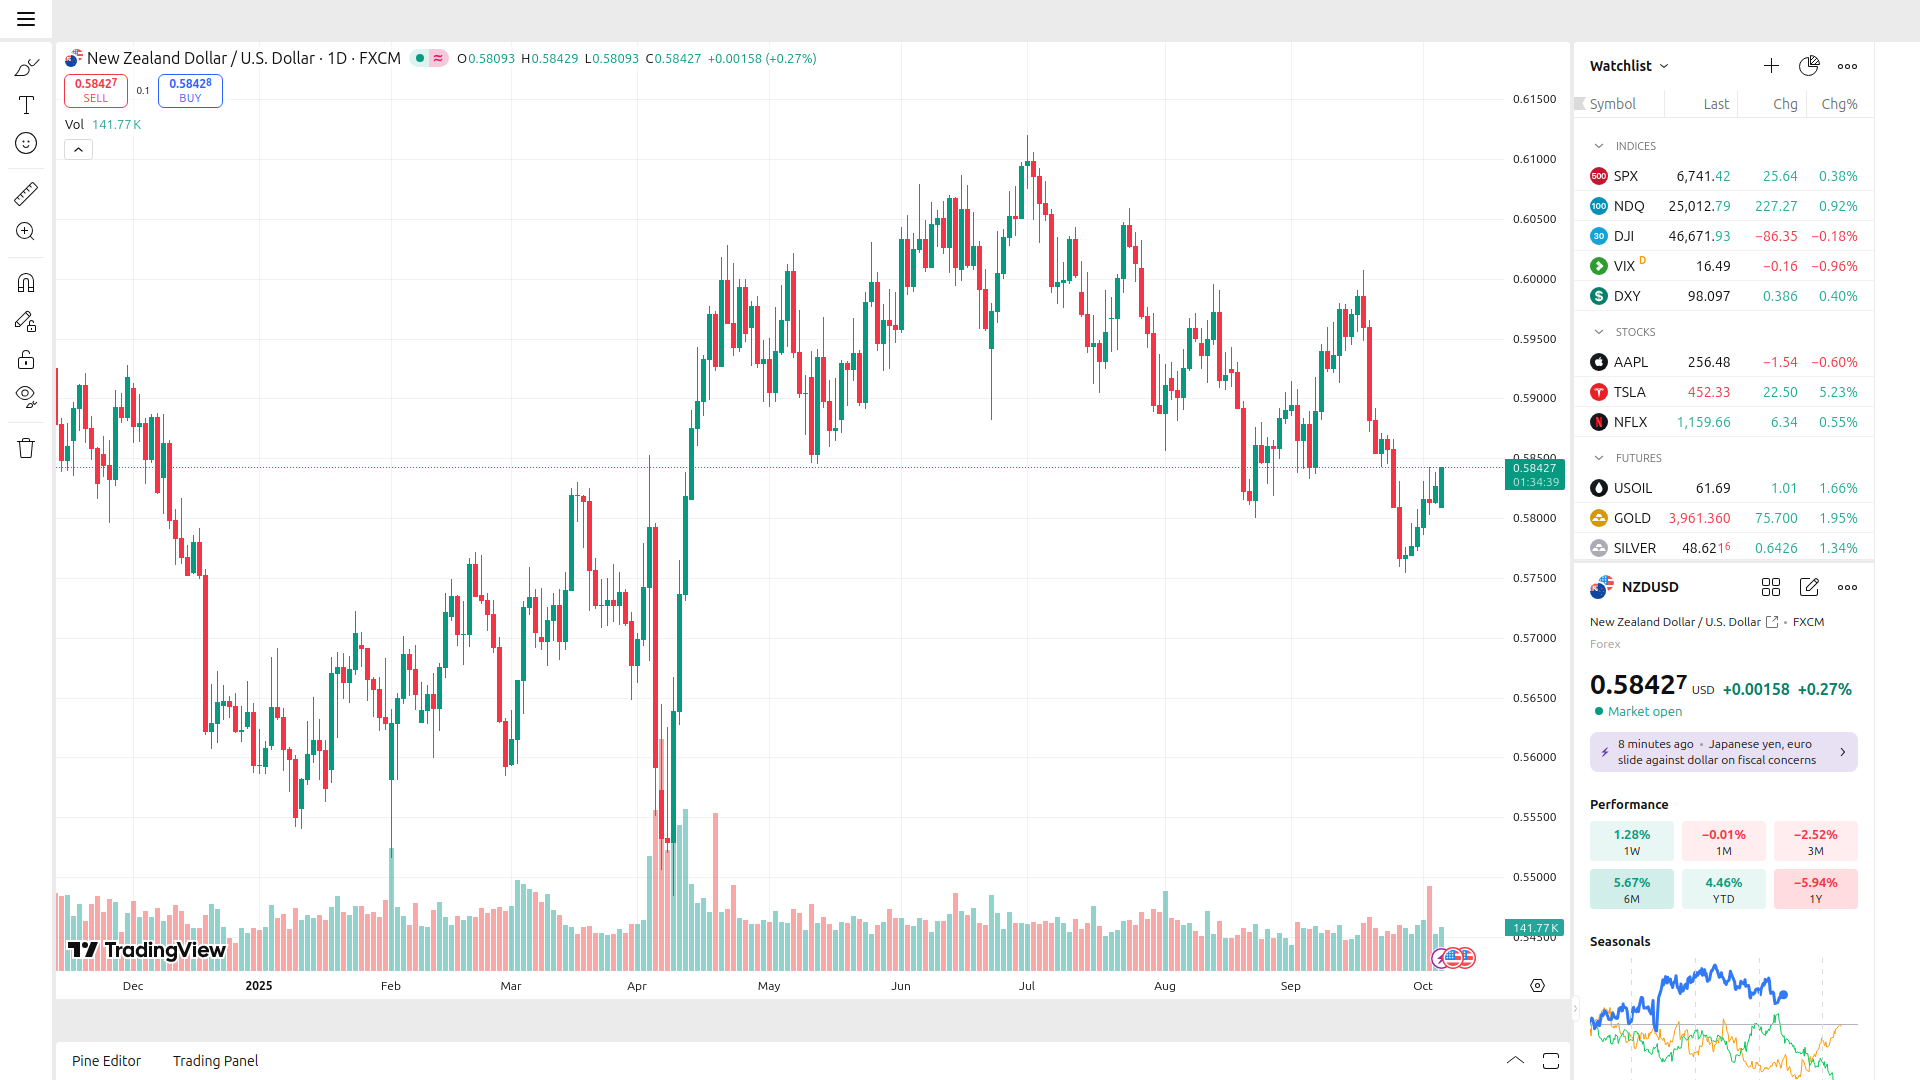 New Zealand Dollar / U.S. Dollar · 1D · FXCM O0.58093 H0.58429 L0.58093 C0.58427 +0.00158 (+0.27%)
0.58427
SELL
0.1
0.58428
BUY
Vol 141.77 K
0.61500
0.61000
0.60500
0.60000
0.59500
0.59000
0.58500
0.58427
01:34:39
0.58000
0.57500
0.57000
0.56500
0.56000
0.55500
0.55000
141.77 K
0.54500
TradingView
Dec 2025 Feb Mar Apr May Jun Jul Aug Sep Oct
Pine Editor Trading Panel
Watchlist
Symbol Last Chg Chg%
INDICES
500 SPX 6,741.42 25.64 0.38%
100 NDQ 25,012.79 227.27 0.92%
30 DJI 46,671.93 −86.35 −0.18%
VIX D 16.49 −0.16 −0.96%
DXY 98.097 0.386 0.40%
STOCKS
AAPL 256.48 −1.54 −0.60%
TSLA 452.33 22.50 5.23%
NFLX 1,159.66 6.34 0.55%
FUTURES
USOIL 61.69 1.01 1.66%
GOLD 3,961.360 75.700 1.95%
SILVER 48.6216 0.6426 1.34%
NZDUSD
New Zealand Dollar / U.S. Dollar • FXCM
Forex
0.58427 USD +0.00158 +0.27%
Market open
8 minutes ago • Japanese yen, euro
slide against dollar on fiscal concerns
Performance
1.28% −0.01% −2.52%
1W 1M 3M
5.67% 4.46% −5.94%
6M YTD 1Y
Seasonals